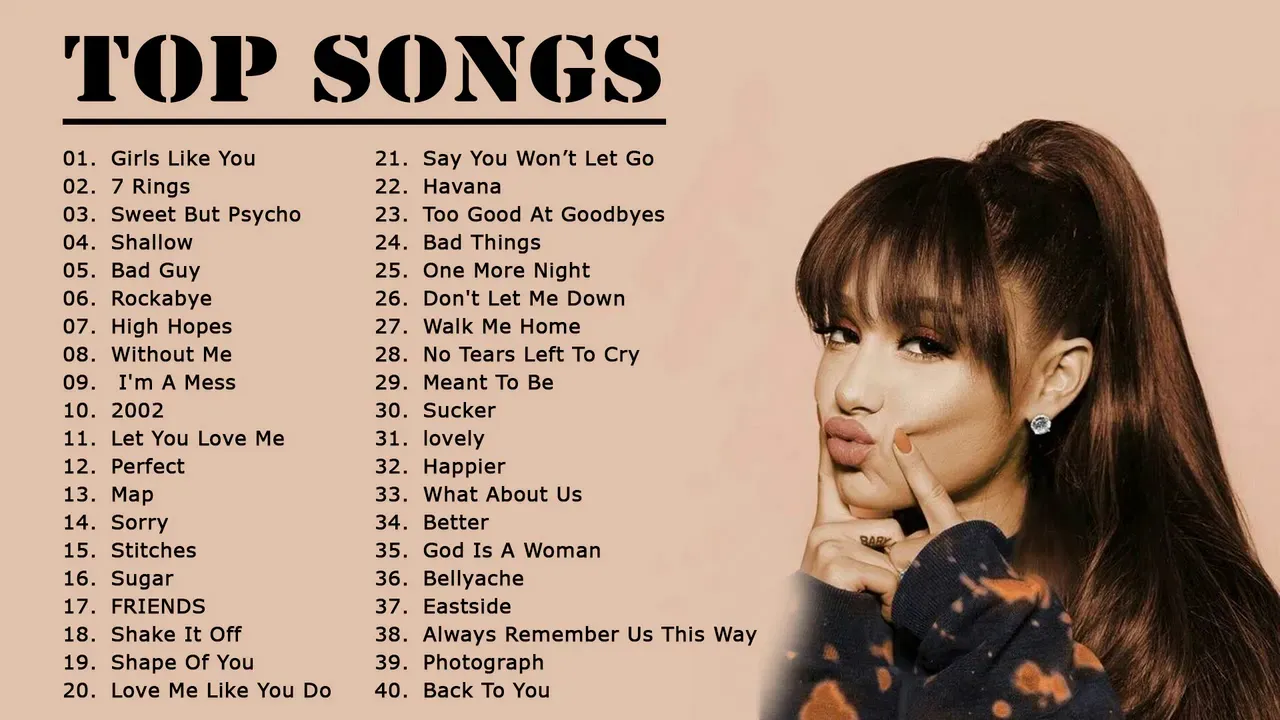 TOP SONGS
01. Girls Like You
02. 7 Rings
03. Sweet But Psycho
04. Shallow
05. Bad Guy
06. Rockabye
07. High Hopes
08. Without Me
09. I'm A Mess
10. 2002
11. Let You Love Me
12. Perfect
13. Map
14. Sorry
15. Stitches
16. Sugar
17. FRIENDS
18. Shake It Off
19. Shape Of You
20. Love Me Like You Do
21. Say You Won’t Let Go
22. Havana
23. Too Good At Goodbyes
24. Bad Things
25. One More Night
26. Don't Let Me Down
27. Walk Me Home
28. No Tears Left To Cry
29. Meant To Be
30. Sucker
31. lovely
32. Happier
33. What About Us
34. Better
35. God Is A Woman
36. Bellyache
37. Eastside
38. Always Remember Us This Way
39. Photograph
40. Back To You
BABY